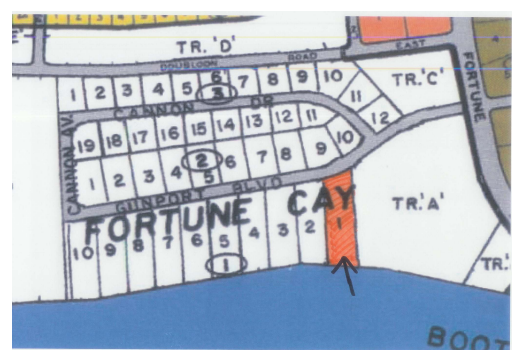 TR. 'D'
DOUBLOON ROAD
EAST
FORTUNE
TR. 'C'
1 2 3 4 5 6 7 8 9 10 11 12
3
CANNON DR
CANNON AV.
19 18 17 16 15 14 13 12 11 10
2
1 2 3 4 5 6 7 8 9
GUNPORT BLVD
FORTUNE CAY
TR. 'A'
10 9 8 7 6 5 4 3 2 1
1
TR.'
BOOT
4